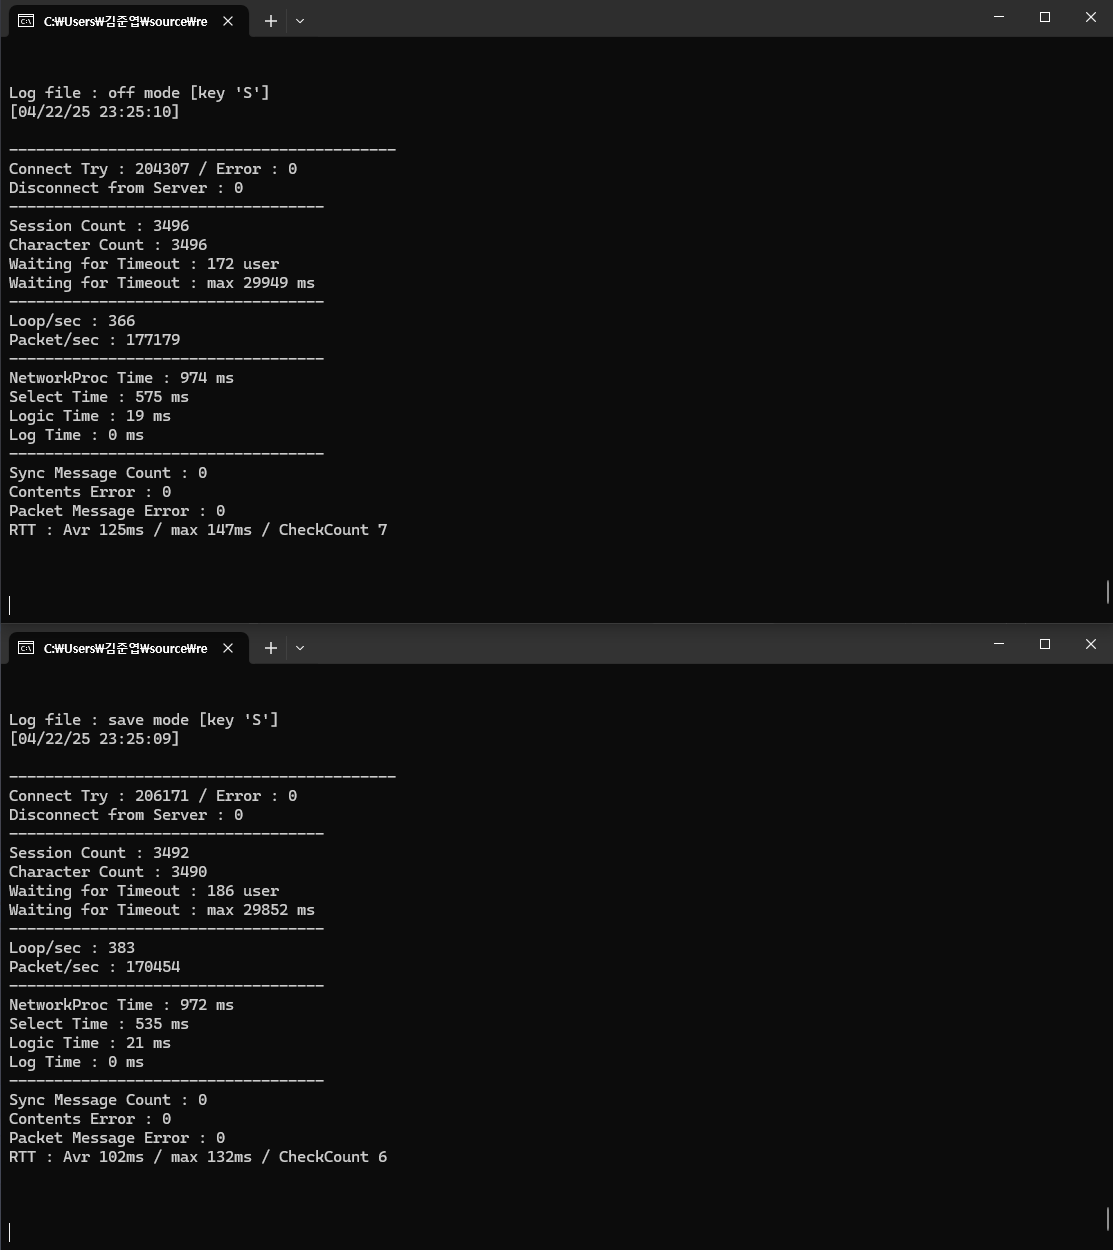 C:₩Users₩김준엽₩source₩re
Log file : off mode [key 'S']
[04/22/25 23:25:10]
-------------------------------------------
Connect Try : 204307 / Error : 0
Disconnect from Server : 0
-----------------------------------
Session Count : 3496
Character Count : 3496
Waiting for Timeout : 172 user
Waiting for Timeout : max 29949 ms
-----------------------------------
Loop/sec : 366
Packet/sec : 177179
-----------------------------------
NetworkProc Time : 974 ms
Select Time : 575 ms
Logic Time : 19 ms
Log Time : 0 ms
-----------------------------------
Sync Message Count : 0
Contents Error : 0
Packet Message Error : 0
RTT : Avr 125ms / max 147ms / CheckCount 7
C:₩Users₩김준엽₩source₩re
Log file : save mode [key 'S']
[04/22/25 23:25:09]
-------------------------------------------
Connect Try : 206171 / Error : 0
Disconnect from Server : 0
-----------------------------------
Session Count : 3492
Character Count : 3490
Waiting for Timeout : 186 user
Waiting for Timeout : max 29852 ms
-----------------------------------
Loop/sec : 383
Packet/sec : 170454
-----------------------------------
NetworkProc Time : 972 ms
Select Time : 535 ms
Logic Time : 21 ms
Log Time : 0 ms
-----------------------------------
Sync Message Count : 0
Contents Error : 0
Packet Message Error : 0
RTT : Avr 102ms / max 132ms / CheckCount 6